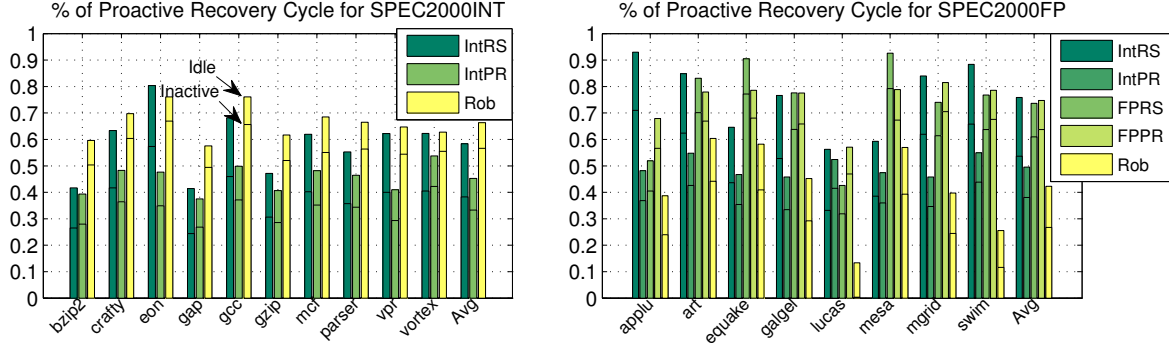 % of Proactive Recovery Cycle for SPEC2000INT
1
0.9
0.8
0.7
0.6
0.5
0.4
0.3
0.2
0.1
0
IntRS
IntPR
Rob
Idle
Inactive
bzip2
crafty
eon
gap
gcc
gzip
mcf
parser
vpr
vortex
Avg
% of Proactive Recovery Cycle for SPEC2000FP
1
0.9
0.8
0.7
0.6
0.5
0.4
0.3
0.2
0.1
0
IntRS
IntPR
FPRS
FPPR
Rob
applu
art
equake
galgel
lucas
mesa
mgrid
swim
Avg